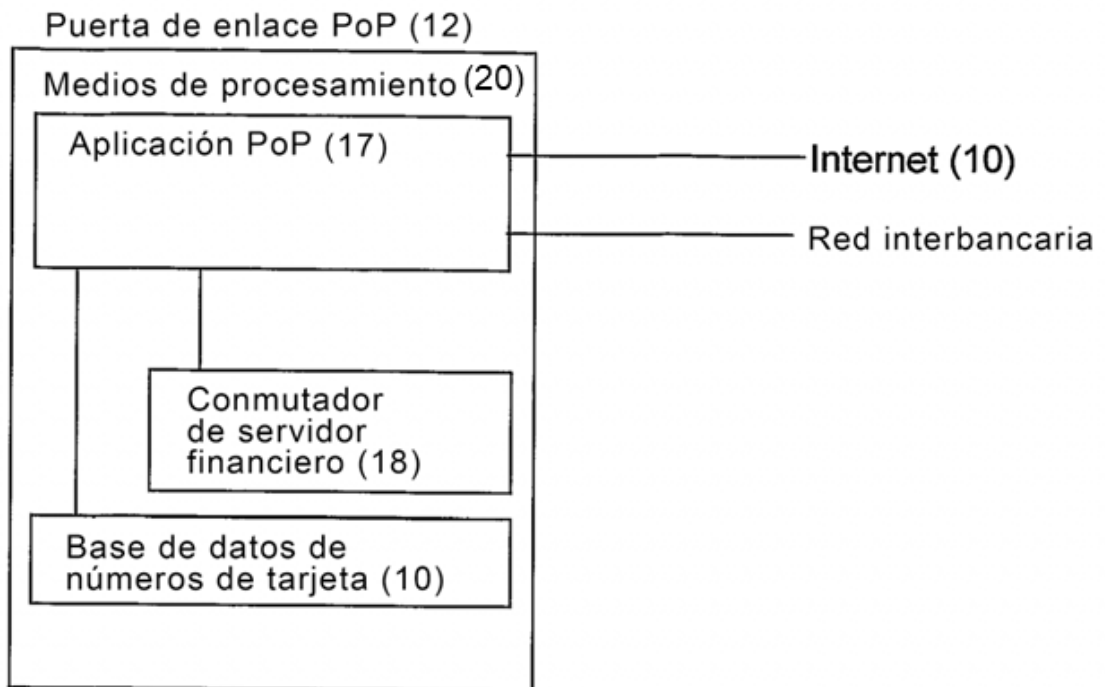 Puerta de enlace PoP (12)
Medios de procesamiento (20)
Aplicación PoP (17)
Internet (10)
Red interbancaria
Conmutador
de servidor
financiero (18)
Base de datos de
números de tarjeta (10)